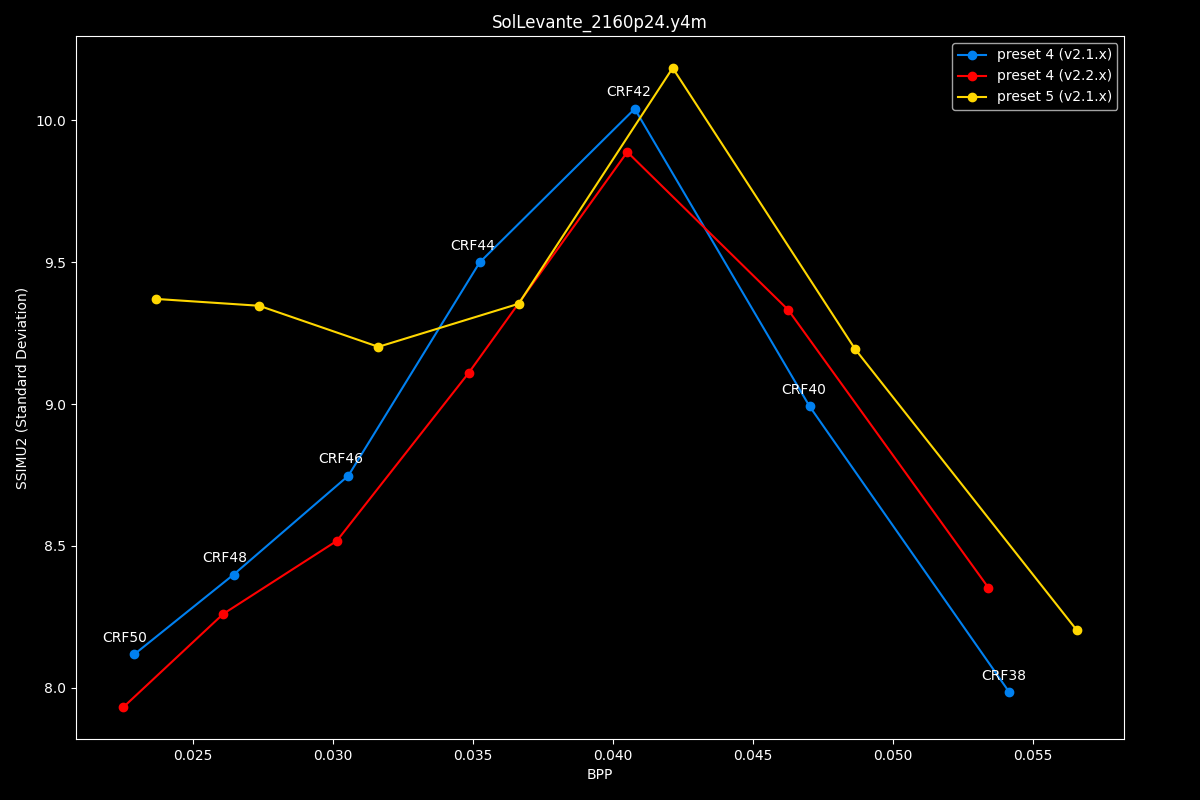 SolLevante_2160p24.y4m
preset 4 (v2.1.x)
preset 4 (v2.2.x)
preset 5 (v2.1.x)
SSIMU2 (Standard Deviation)
10.0
9.5
9.0
8.5
8.0
CRF42
CRF44
CRF40
CRF46
CRF48
CRF50
CRF38
0.025
0.030
0.035
0.040
0.045
0.050
0.055
BPP